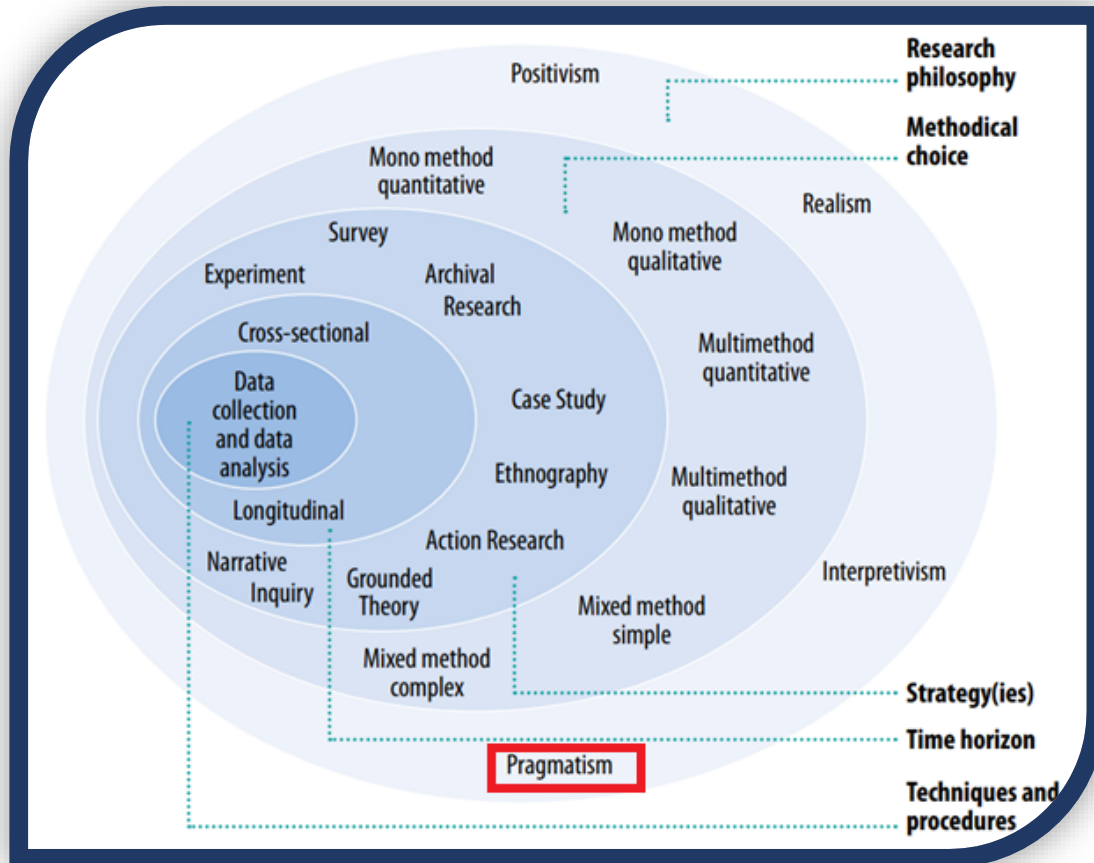 Research
philosophy
Positivism
Methodical
choice
Mono method
quantitative
Realism
Survey
Mono method
qualitative
Experiment
Archival
Research
Cross-sectional
Multimethod
quantitative
Data
collection
and data
analysis
Case Study
Ethnography
Multimethod
qualitative
Longitudinal
Action Research
Narrative
Inquiry
Grounded
Theory
Interpretivism
Mixed method
simple
Mixed method
complex
Strategy(ies)
Time horizon
Pragmatism
Techniques and
procedures